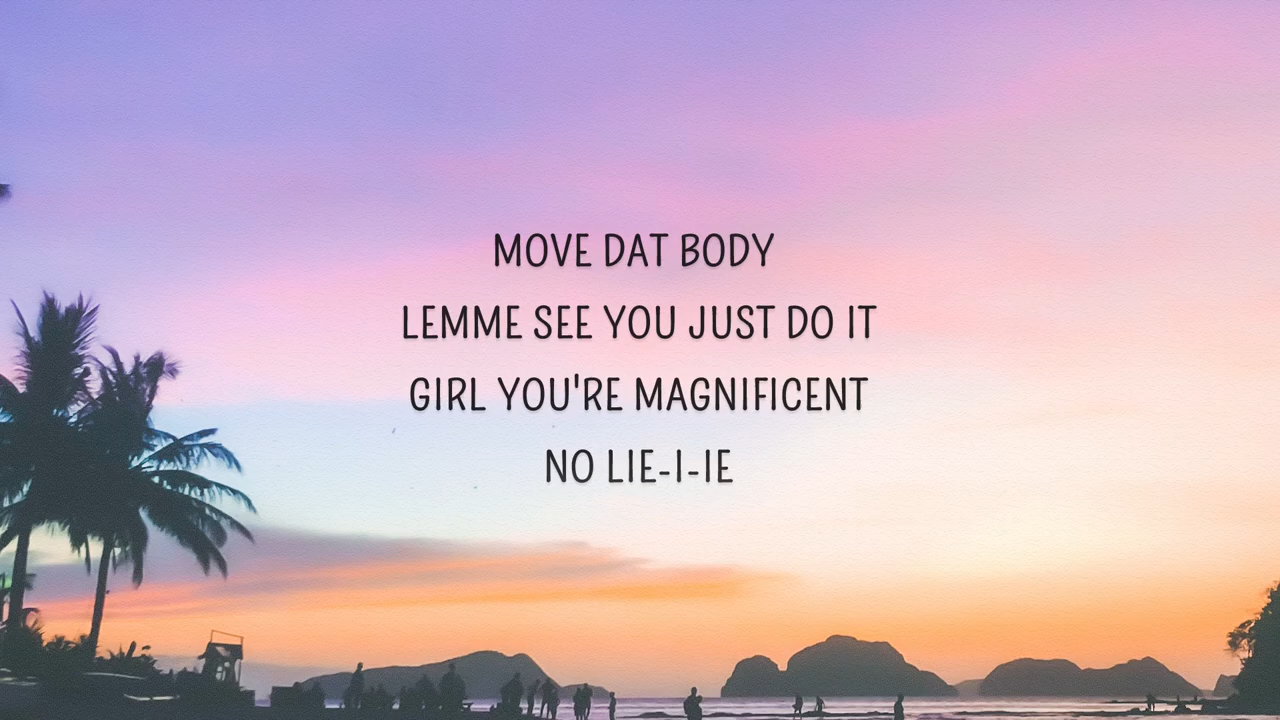 MOVE DAT BODY
LEMME SEE YOU JUST DO IT
GIRL YOU'RE MAGNIFICENT
NO LIE-I-IE